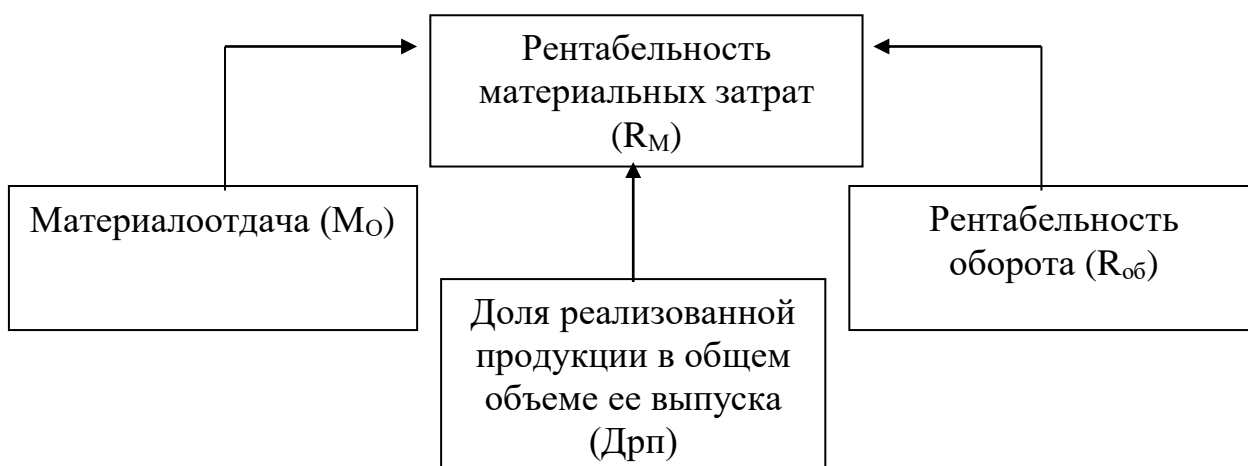 Рентабельность
материальных затрат
(RМ)
Материалоотдача (МО)
Рентабельность
оборота (Rоб)
Доля реализованной
продукции в общем
объеме ее выпуска
(Дрп)